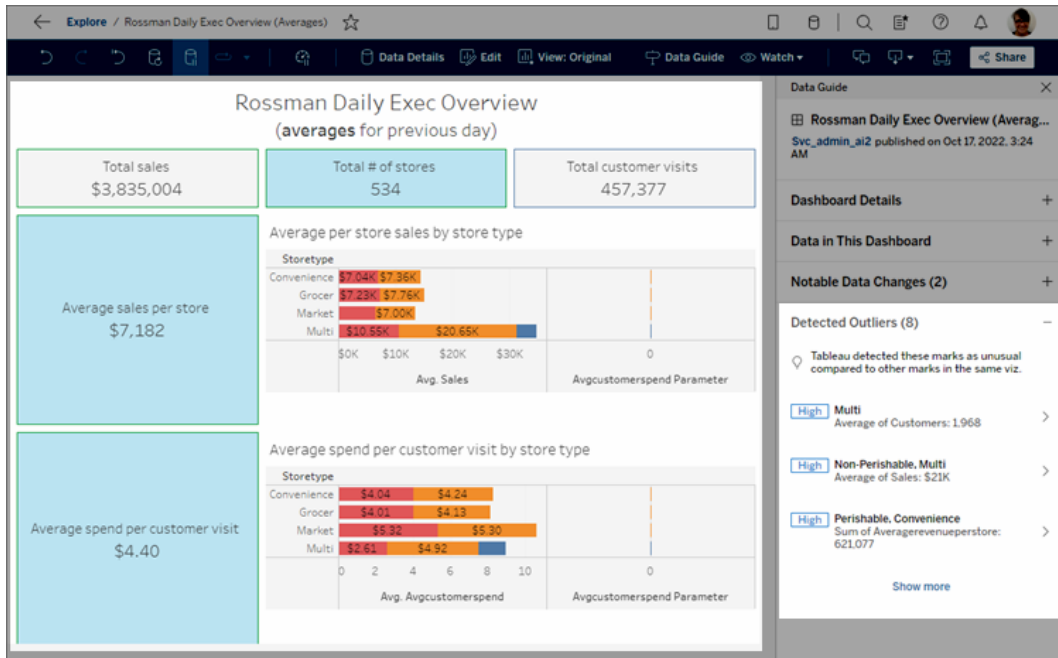 Explore / Rossman Daily Exec Overview (Averages)
Data Details Edit View: Original Data Guide Watch Share
Rossman Daily Exec Overview
(averages for previous day)
Total sales
$3,835,004
Total # of stores
534
Total customer visits
457,377
Average sales per store
$7,182
Average per store sales by store type
Storetype
Convenience $7.04K $7.36K
Grocer $7.23K $7.76K
Market $7.00K
Multi $10.55K $20.65K
$0K $10K $20K $30K 0
Avg. Sales Avgcustomerspend Parameter
Average spend per customer visit
$4.40
Average spend per customer visit by store type
Storetype
Convenience $4.04 $4.24
Grocer $4.01 $4.13
Market $5.32 $5.30
Multi $2.61 $4.92
0 2 4 6 8 10 0
Avg. Avgcustomerspend Avgcustomerspend Parameter
Data Guide
Rossman Daily Exec Overview (Averag...
Svc_admin_ai2 published on Oct 17, 2022, 3:24
AM
Dashboard Details
Data in This Dashboard
Notable Data Changes (2)
Detected Outliers (8)
Tableau detected these marks as unusual
compared to other marks in the same viz.
High Multi
Average of Customers: 1,968
High Non-Perishable, Multi
Average of Sales: $21K
High Perishable, Convenience
Sum of Averagerevenueperstore:
621,077
Show more